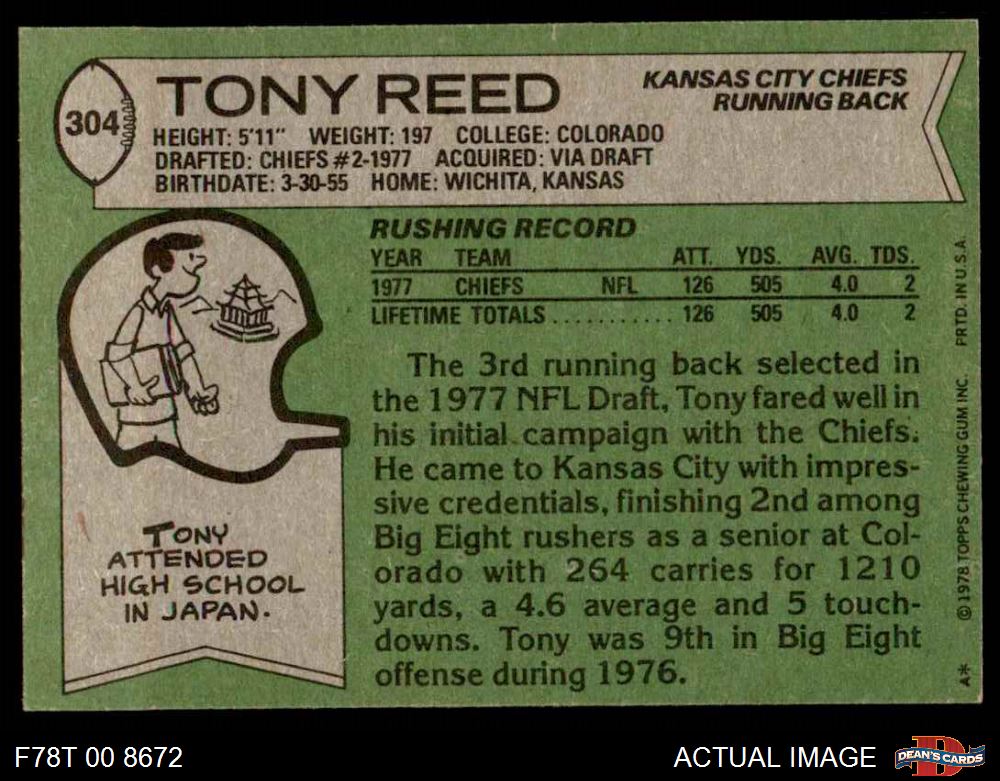 304
TONY REED
KANSAS CITY CHIEFS
RUNNING BACK
HEIGHT: 5'11" WEIGHT: 197 COLLEGE: COLORADO
DRAFTED: CHIEFS #2-1977 ACQUIRED: VIA DRAFT
BIRTHDATE: 3-30-55 HOME: WICHITA, KANSAS
RUSHING RECORD
YEAR TEAM ATT. YDS. AVG. TDS.
1977 CHIEFS NFL 126 505 4.0 2
LIFETIME TOTALS ........... 126 505 4.0 2
The 3rd running back selected in
the 1977 NFL Draft, Tony fared well in
his initial campaign with the Chiefs.
He came to Kansas City with impres-
sive credentials, finishing 2nd among
Big Eight rushers as a senior at Col-
orado with 264 carries for 1210
yards, a 4.6 average and 5 touch-
downs. Tony was 9th in Big Eight
offense during 1976.
TONY
ATTENDED
HIGH SCHOOL
IN JAPAN.
A* © 1978 TOPPS CHEWING GUM INC. PRTD. IN U.S.A.
F78T 00 8672
ACTUAL IMAGE
D
DEAN'S CARDS